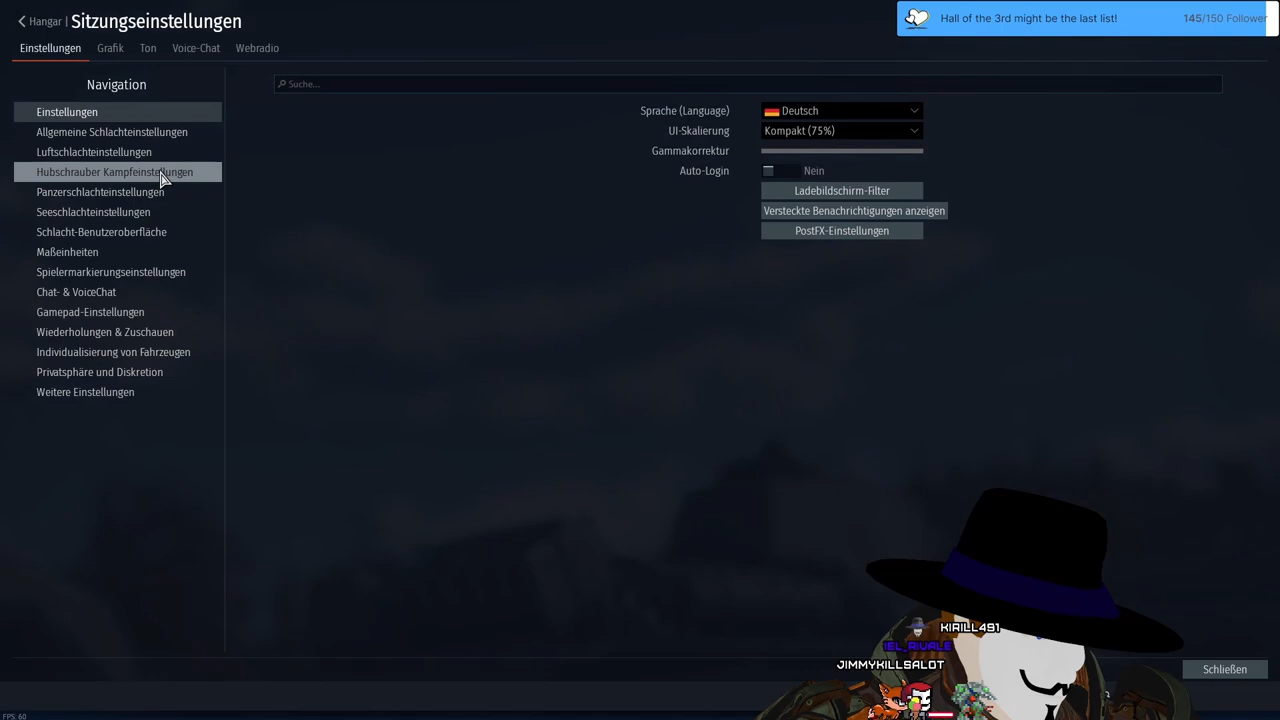 Hangar | Sitzungseinstellungen
Hall of the 3rd might be the last list!
145/150 Follower
Einstellungen Grafik Ton Voice-Chat Webradio
Navigation
Suche...
Einstellungen
Allgemeine Schlachteinstellungen
Luftschlachteinstellungen
Hubschrauber Kampfeinstellungen
Panzerschlachteinstellungen
Seeschlachteinstellungen
Schlacht-Benutzeroberfläche
Maßeinheiten
Spielermarkierungseinstellungen
Chat- & VoiceChat
Gamepad-Einstellungen
Wiederholungen & Zuschauen
Individualisierung von Fahrzeugen
Privatsphäre und Diskretion
Weitere Einstellungen
Sprache (Language) Deutsch
UI-Skalierung Kompakt (75%)
Gammakorrektur
Auto-Login Nein
Ladebildschirm-Filter
Versteckte Benachrichtigungen anzeigen
PostFX-Einstellungen
KIRILL491
IEL_RIVALE
JIMMYKILLSALOT
Schließen
FPS: 60